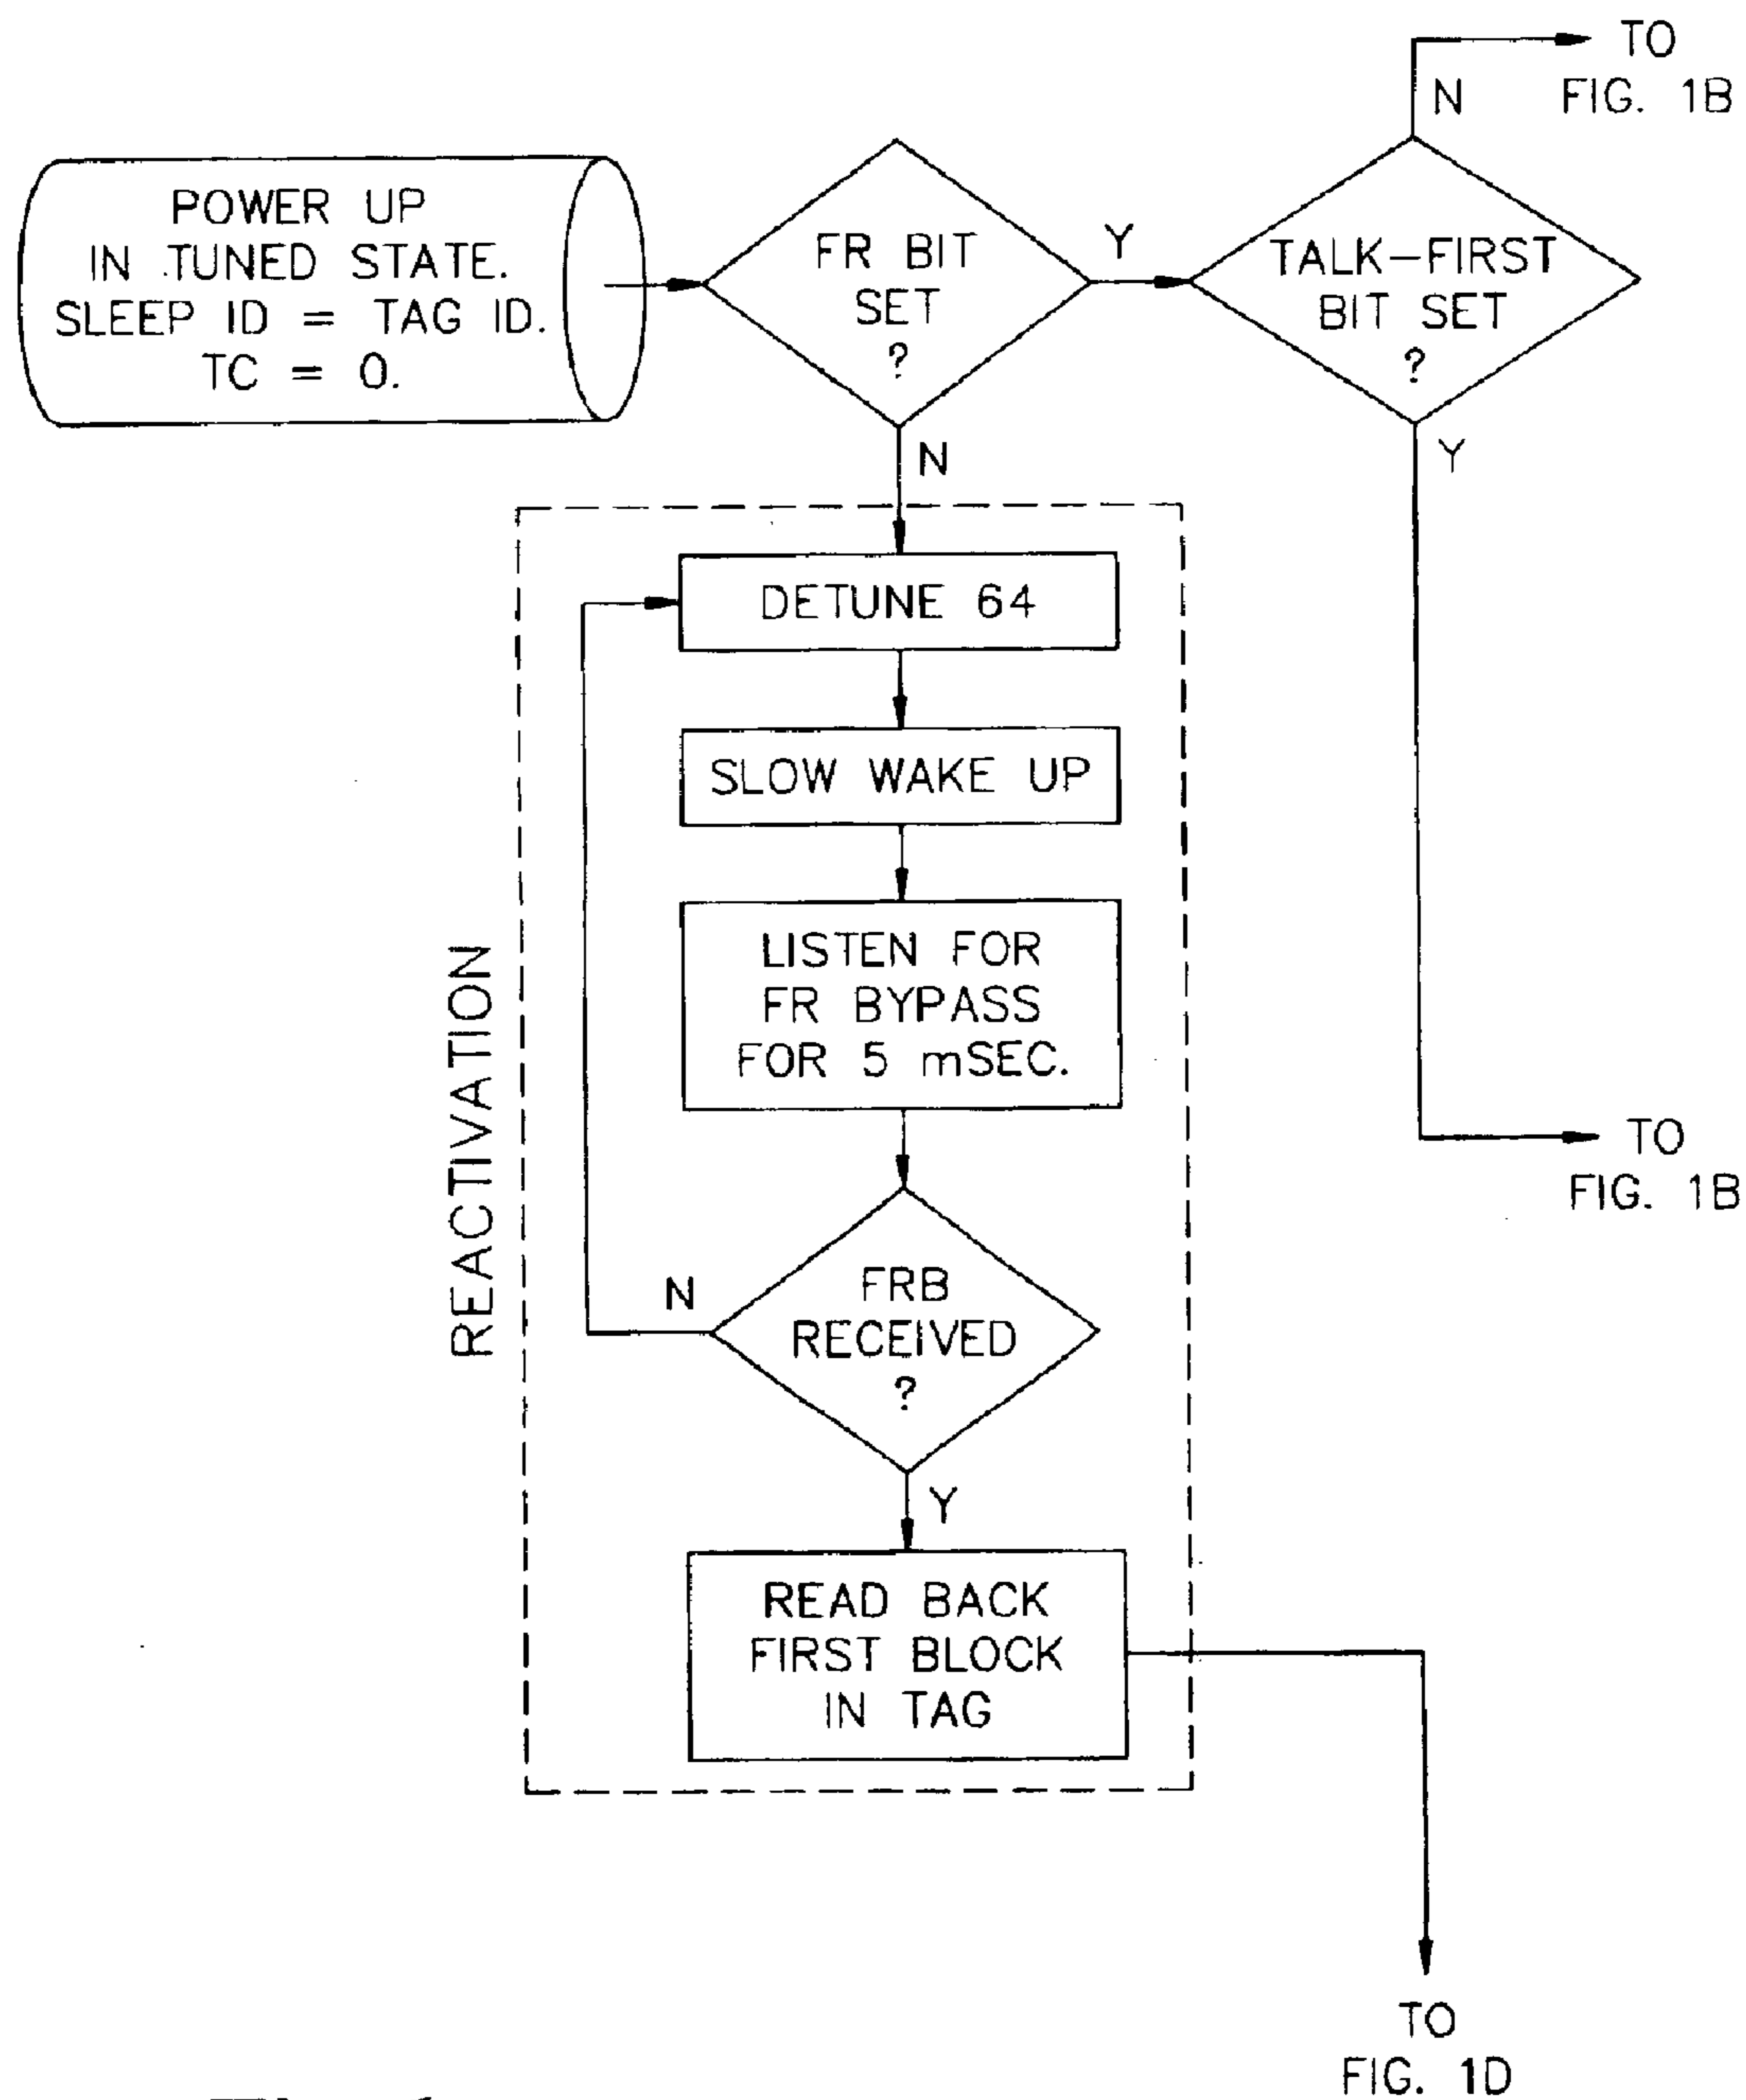 TO
FIG. 1B
N
POWER UP
IN TUNED STATE.
SLEEP ID = TAG ID.
TC = 0.
FR BIT
SET
?
Y
TALK-FIRST
BIT SET
?
N
Y
DETUNE 64
SLOW WAKE UP
LISTEN FOR
FR BYPASS
FOR 5 mSEC.
TO
FIG. 1B
REACTIVATION
N
FRB
RECEIVED
?
Y
READ BACK
FIRST BLOCK
IN TAG
TO
FIG. 1D